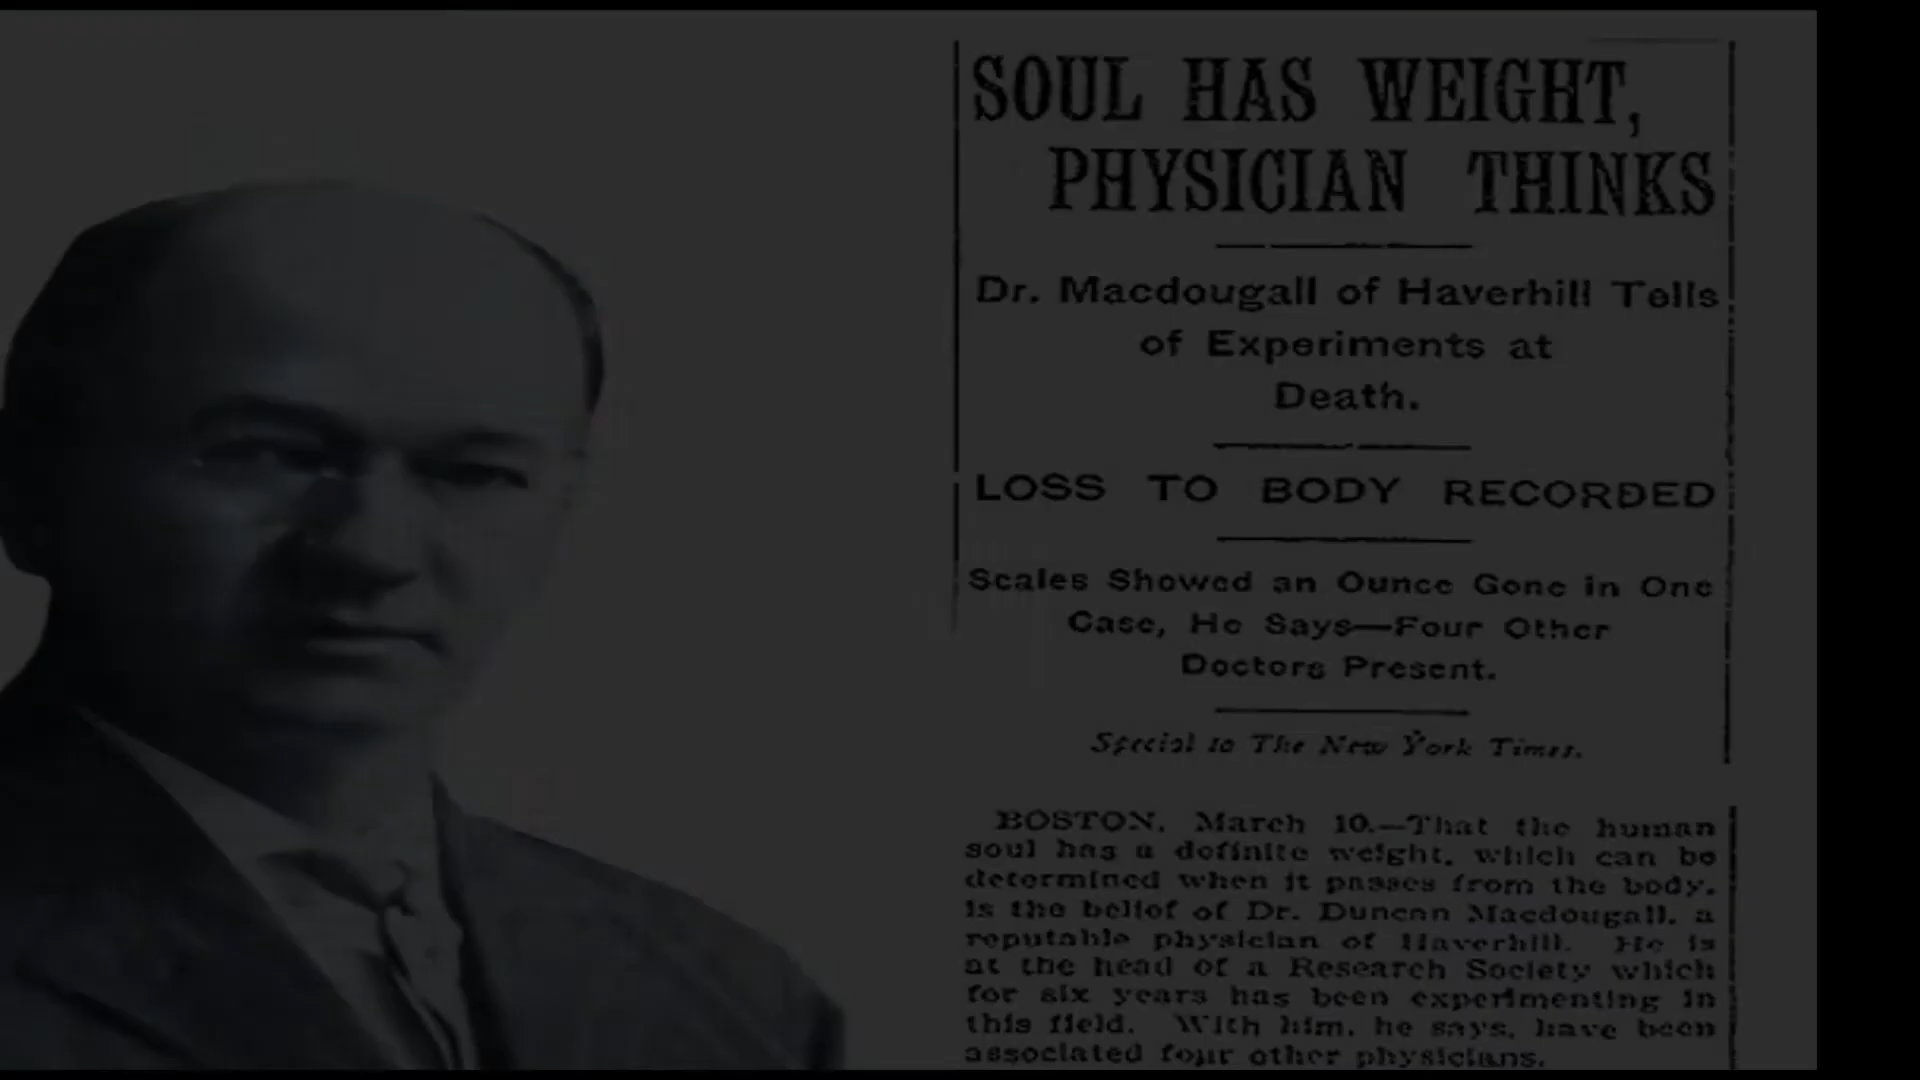 SOUL HAS WEIGHT,
PHYSICIAN THINKS
Dr. Macdougall of Haverhill Tells
of Experiments at
Death.
LOSS TO BODY RECORDED
Scales Showed an Ounce Gone in One
Case, He Says—Four Other
Doctors Present.
Special to The New York Times.
BOSTON, March 10.—That the human
soul has a definite weight, which can be
determined when it passes from the body,
is the belief of Dr. Duncan Macdougall, a
reputable physician of Haverhill. He is
at the head of a Research Society which
for six years has been experimenting in
this field. With him, he says, have been
associated four other physicians.